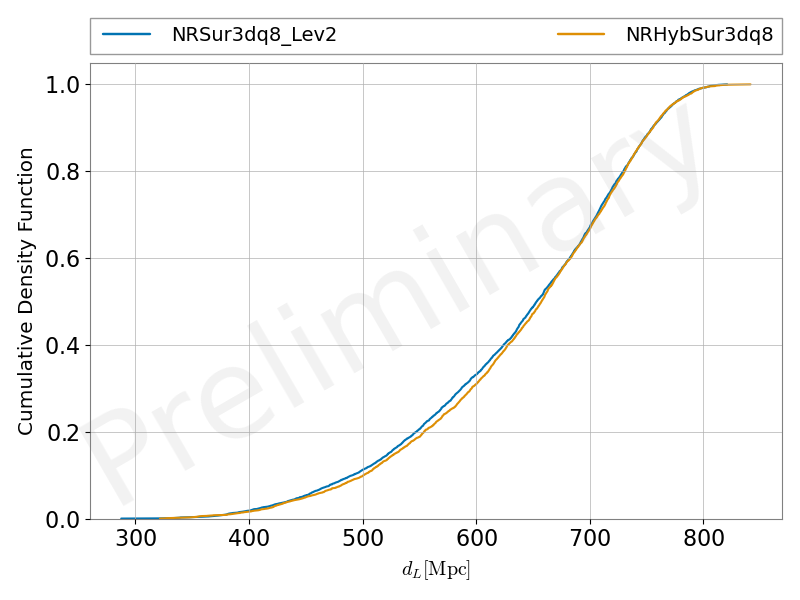 NRSur3dq8_Lev2 NRHybSur3dq8
1.0
0.8
0.6
0.4
0.2
0.0
Cumulative Density Function
Preliminary
300 400 500 600 700 800
d_L[Mpc]